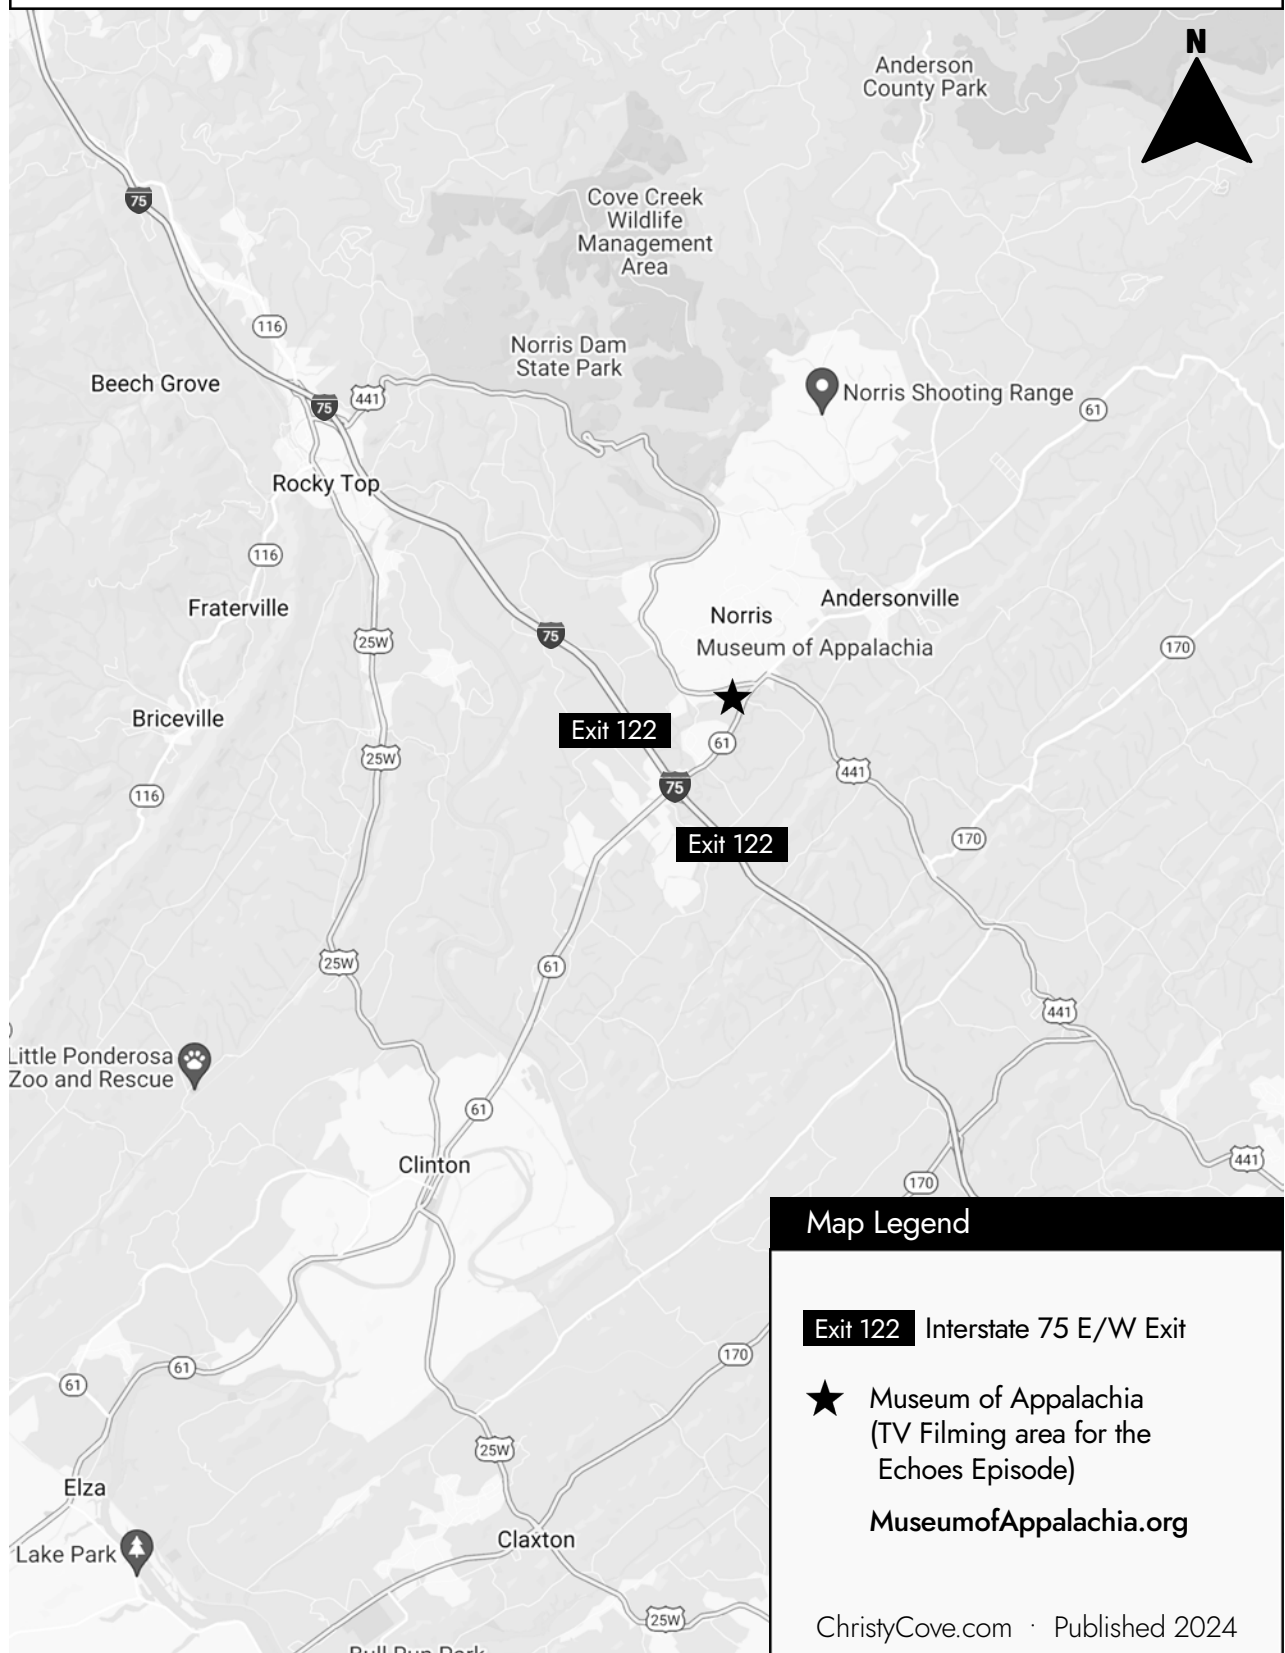 N
Anderson
County Park
75
Cove Creek
Wildlife
Management
Area
116
Norris Dam
State Park
Beech Grove
75
441
Norris Shooting Range
61
Rocky Top
116
Fraterville
Andersonville
Norris
25W
75
Museum of Appalachia
170
Briceville
Exit 122
61
25W
441
75
116
170
Exit 122
25W
61
441
Little Ponderosa
Zoo and Rescue
61
Clinton
441
170
Map Legend
Exit 122 Interstate 75 E/W Exit
170
61
61
Museum of Appalachia
(TV Filming area for the
Echoes Episode)
25W
Elza
MuseumofAppalachia.org
Claxton
Lake Park
25W
ChristyCove.com · Published 2024